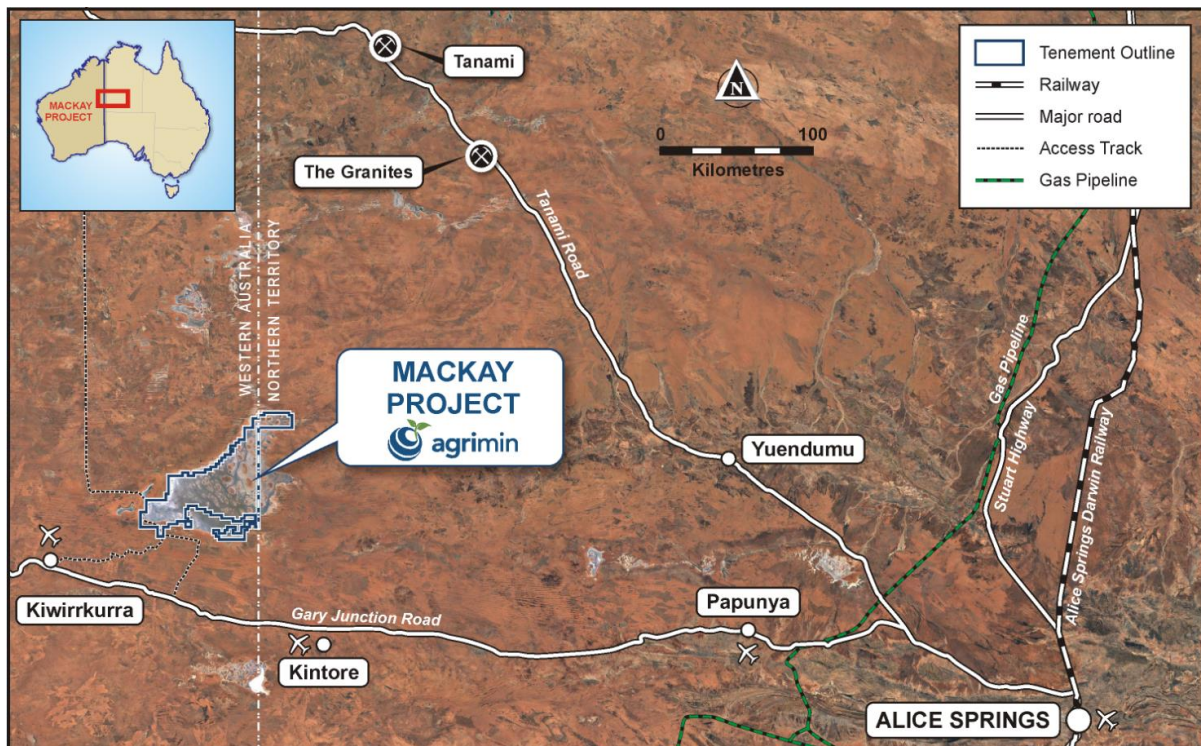 MACKAY
PROJECT
Tanami
The Granites
N
0 100
Kilometres
Tenement Outline
Railway
Major road
Access Track
Gas Pipeline
Tanami Road
WESTERN AUSTRALIA
NORTHERN TERRITORY
MACKAY
PROJECT
agrimin
Yuendumu
Gas Pipeline
Stuart Highway
Alice Springs Darwin Railway
Kiwirrkurra
Gary Junction Road
Kintore
Papunya
ALICE SPRINGS